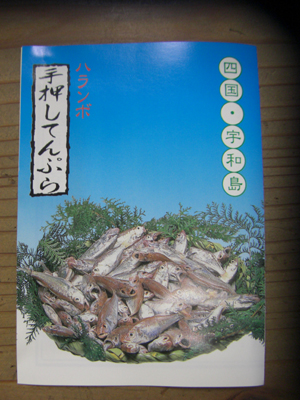 四国・宇和島
ハランボ
手押してんぷら